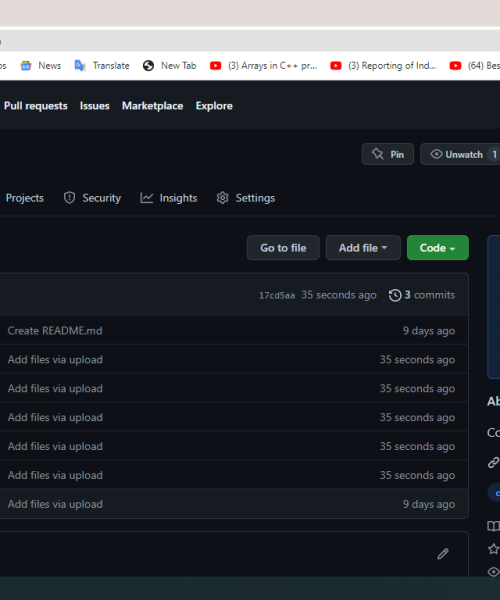 News Translate New Tab (3) Arrays in C++ pr... (3) Reporting of Ind... (64) Bes
Pull requests Issues Marketplace Explore
Pin Unwatch 1
Projects Security Insights Settings
Go to file Add file Code
17cd5aa 35 seconds ago 3 commits
Create README.md 9 days ago
Add files via upload 35 seconds ago
Add files via upload 35 seconds ago
Add files via upload 35 seconds ago
Add files via upload 35 seconds ago
Add files via upload 35 seconds ago
Add files via upload 9 days ago
Ab
Co